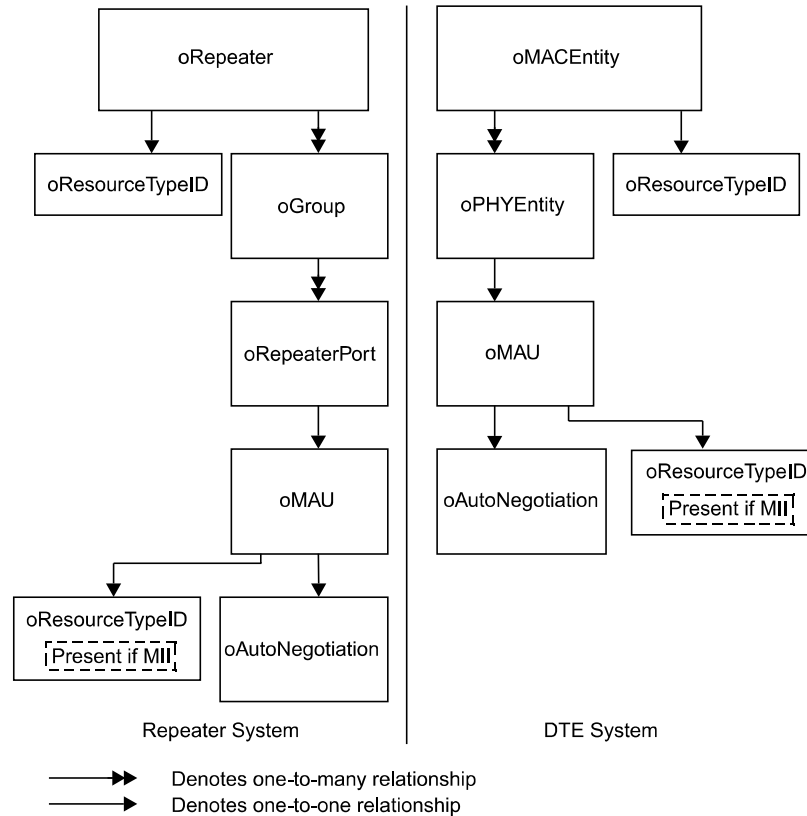 oRepeater
oMACEntity
oResourceTypeID
oGroup
oPHYEntity
oResourceTypeID
oRepeaterPort
oMAU
oMAU
oAutoNegotiation
oResourceTypeID
Present if MII
oResourceTypeID
Present if MII
oAutoNegotiation
Repeater System
DTE System
Denotes one-to-many relationship
Denotes one-to-one relationship